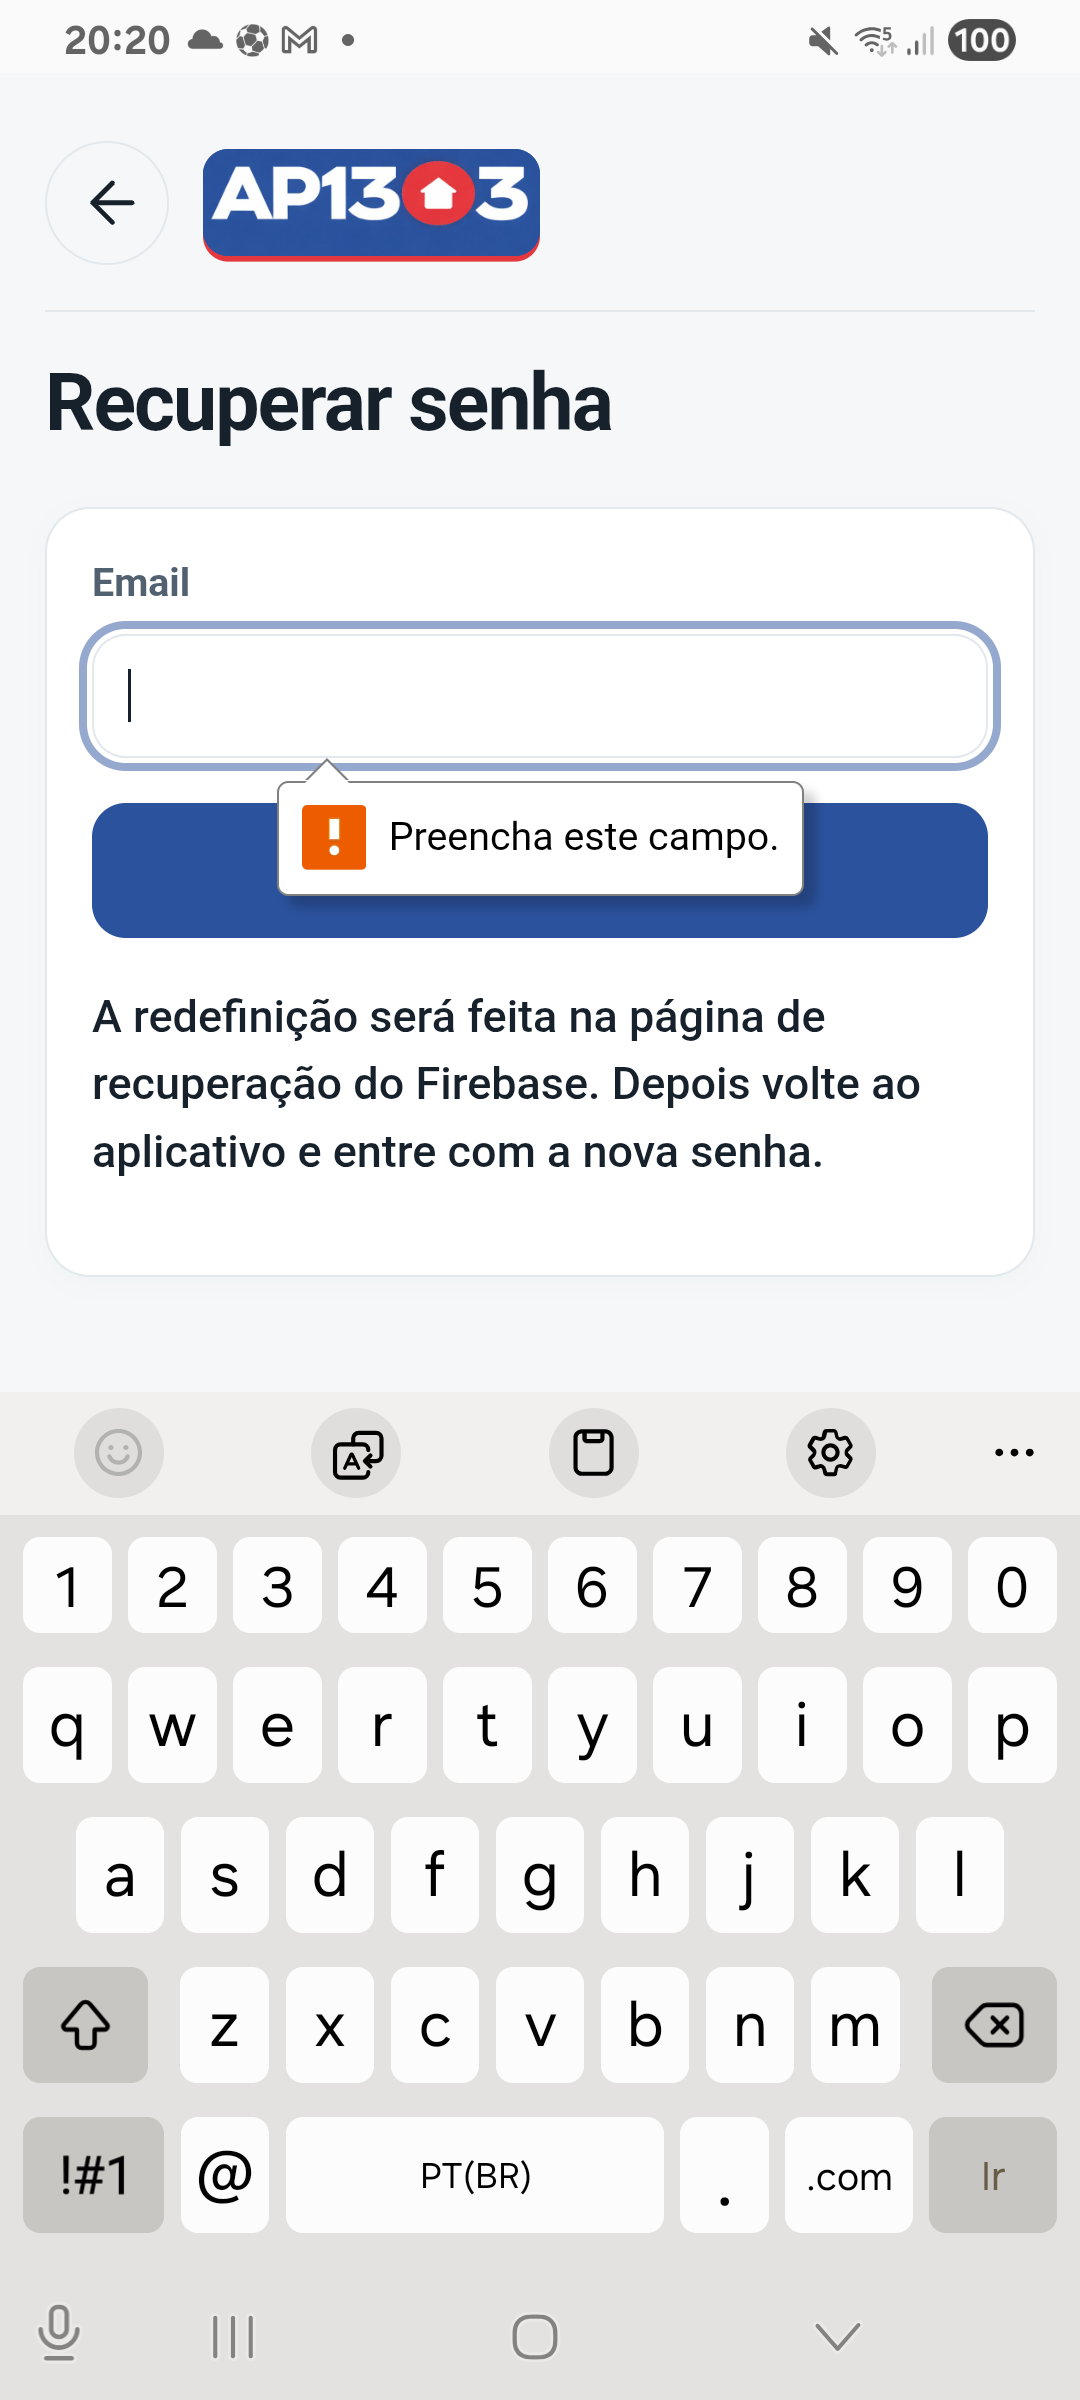 20:20
5
100
AP1303
Recuperar senha
Email
Preencha este campo.
A redefinição será feita na página de
recuperação do Firebase. Depois volte ao
aplicativo e entre com a nova senha.
A
1 2 3 4 5 6 7 8 9 0
q w e r t y u i o p
a s d f g h j k l
z x c v b n m
!#1 @ PT(BR) . .com Ir